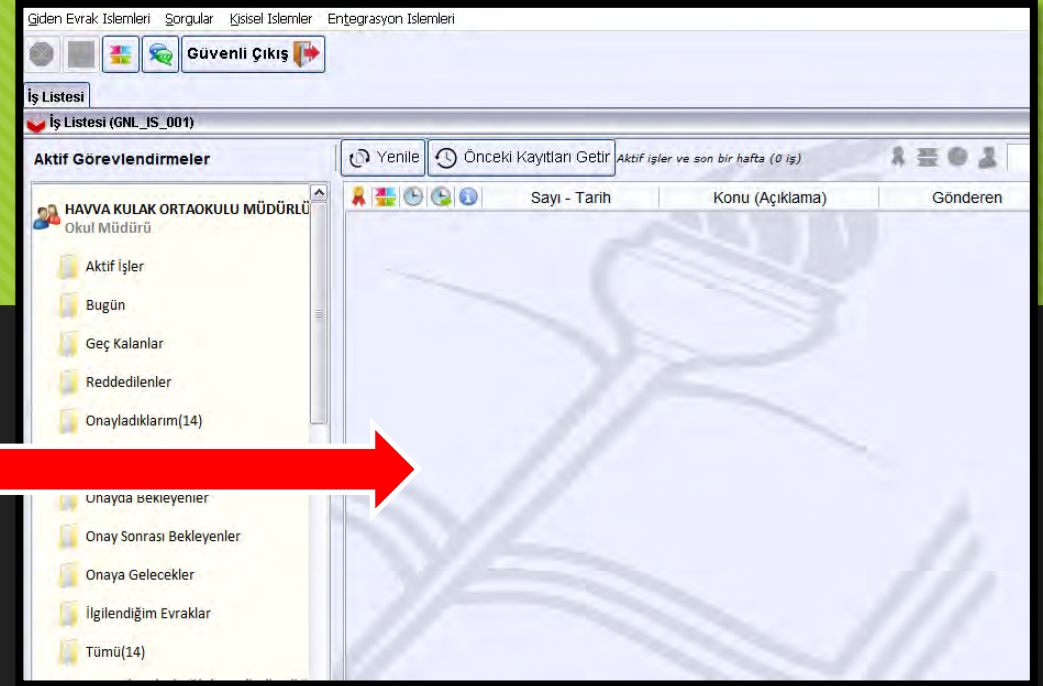 Giden Evrak Islemleri Sorgular Kisisel Islemler Entegrasyon Islemleri
Güvenli Çıkış
İş Listesi
İş Listesi (GNL_IS_001)
Aktif Görevlendirmeler
Yenile Önceki Kayıtları Getir Aktif işler ve son bir hafta (0 iş)
Sayı - Tarih Konu (Açıklama) Gönderen
HAVVA KULAK ORTAOKULU MÜDÜRLÜ
Okul Müdürü
Aktif İşler
Bugün
Geç Kalanlar
Reddedilenler
Onayladıklarım(14)
Onayda Bekleyenler
Onay Sonrası Bekleyenler
Onaya Gelecekler
İlgilendiğim Evraklar
Tümü(14)